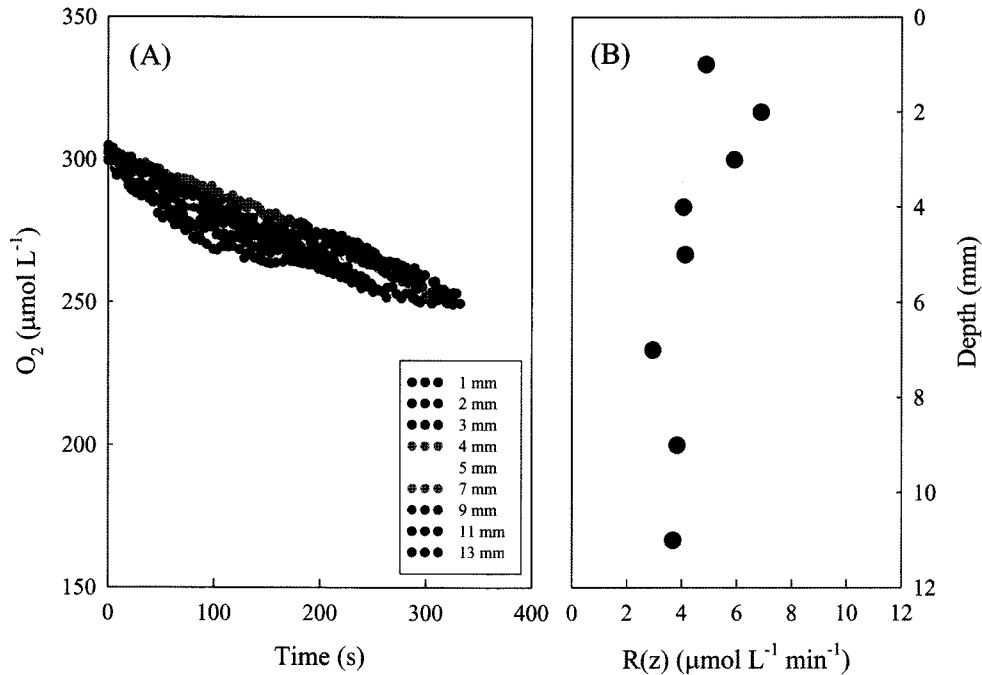 (A)
350
300
250
200
150
O₂ (µmol L⁻¹)
1 mm
2 mm
3 mm
4 mm
5 mm
7 mm
9 mm
11 mm
13 mm
0
100
200
300
400
Time (s)
(B)
0
2
4
6
8
10
12
Depth (mm)
0
2
4
6
8
10
12
R(z) (µmol L⁻¹ min⁻¹)